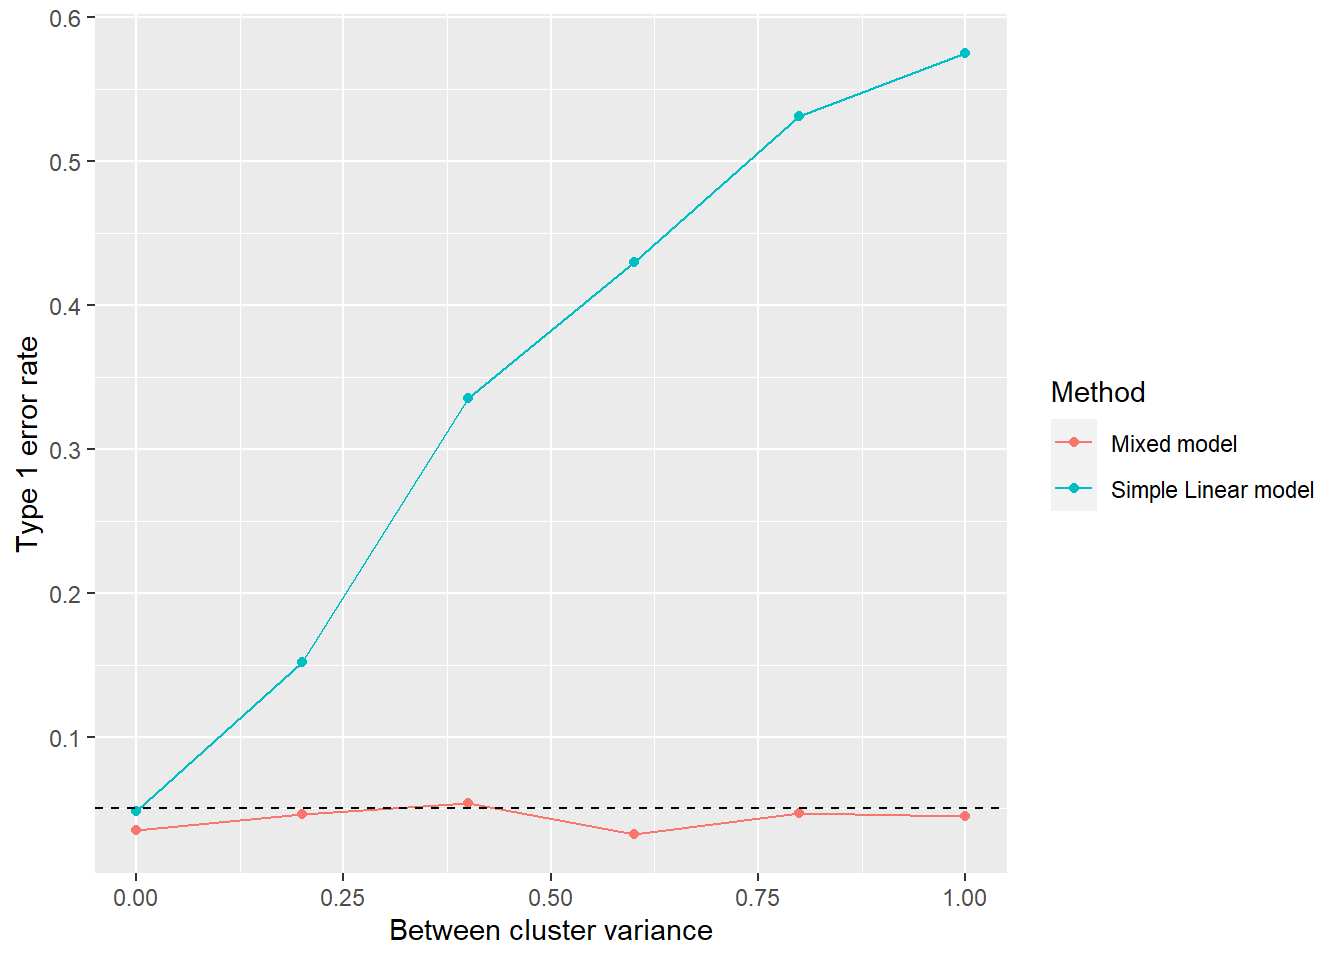 0.6
0.5
0.4
0.3
0.2
0.1
Type 1 error rate
0.00
0.25
0.50
0.75
1.00
Between cluster variance
Method
Mixed model
Simple Linear model